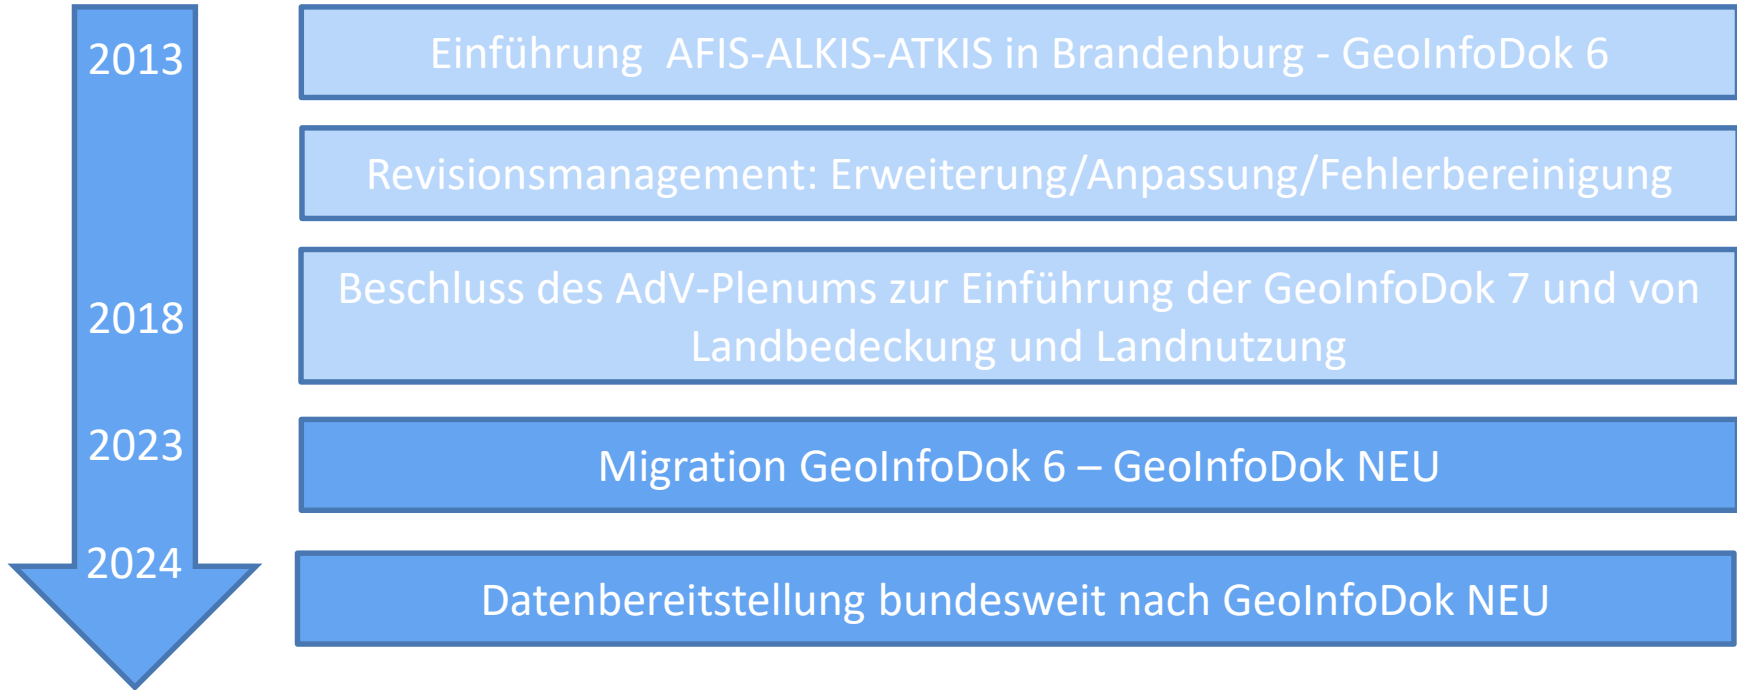 2013
Einführung  AFIS-ALKIS-ATKIS in Brandenburg - GeoInfoDok 6
Revisionsmanagement: Erweiterung/Anpassung/Fehlerbereinigung
2018
Beschluss des AdV-Plenums zur Einführung der GeoInfoDok 7 und von
Landbedeckung und Landnutzung
2023
Migration GeoInfoDok 6 – GeoInfoDok NEU
2024
Datenbereitstellung bundesweit nach GeoInfoDok NEU